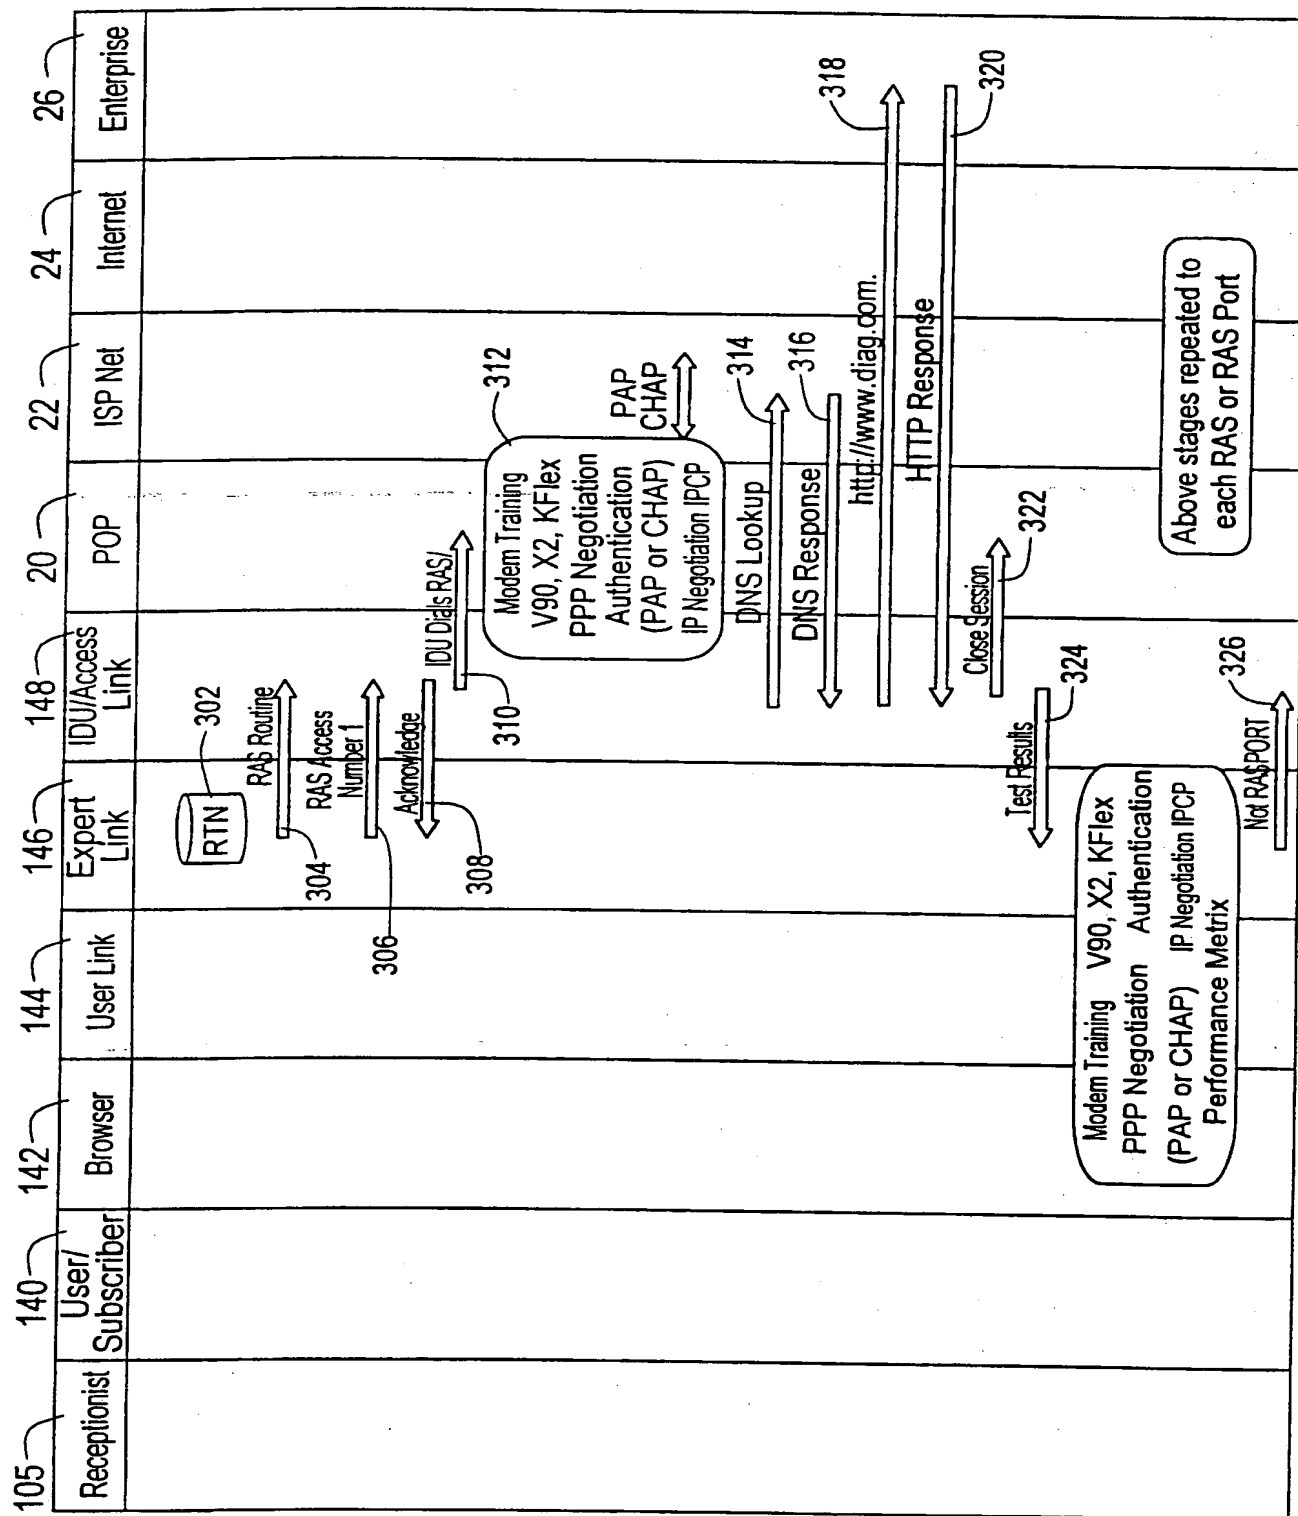 105
140
142
144
146
148
20
22
24
26
Receptionist
User/
Subscriber
Browser
User Link
Expert
Link
IDU/Access
Link
POP
ISP Net
Internet
Enterprise
RTN
302
RAS Routine
304
RAS Access
Number 1
306
Acknowledge
308
IDU Dials RAS/
310
Modem Training
V90, X2, KFlex
PPP Negotiation
Authentication
(PAP or CHAP)
IP Negotiation IPCP
312
PAP
CHAP
DNS Lookup
314
DNS Response
316
http://www.diag.com.
318
HTTP Response
320
Close Session
322
Test Results
324
Modem Training V90, X2, KFlex
PPP Negotiation Authentication
(PAP or CHAP) IP Negotiation IPCP
Performance Metrix
Above stages repeated to
each RAS or RAS Port
Not RASPORT
326